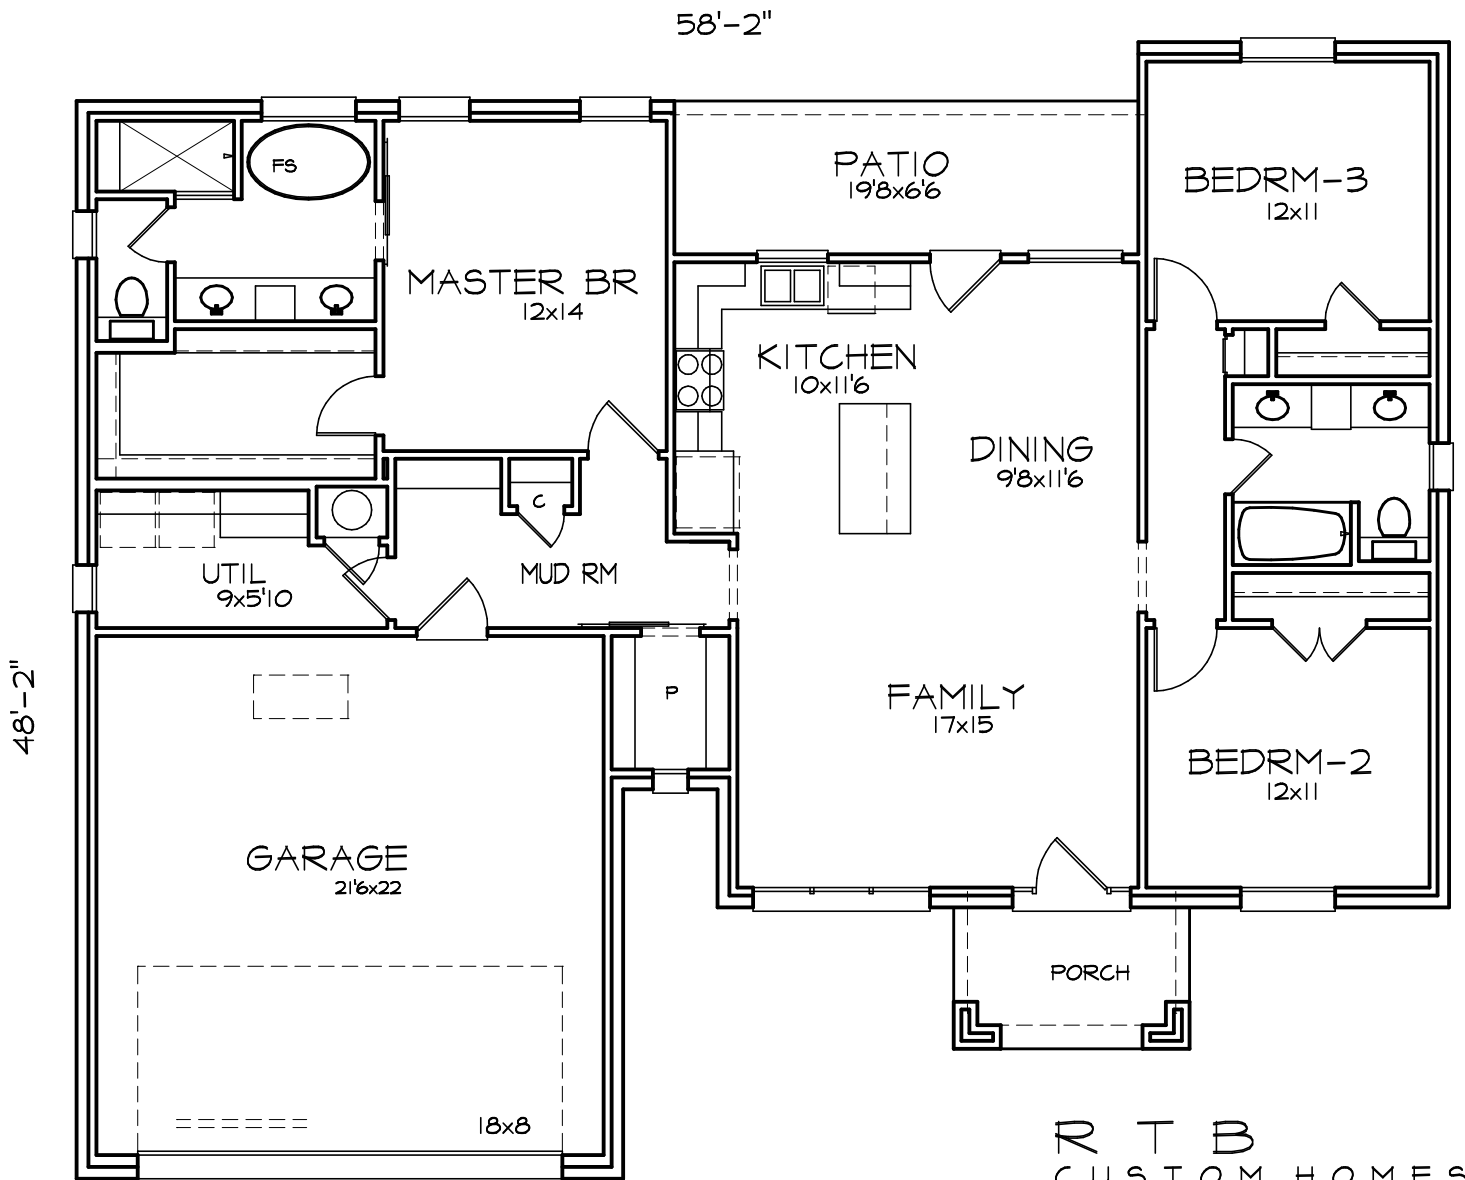 58'-2"
PATIO
19'8x6'6
BEDRM-3
12x11
FS
MASTER BR
12x14
KITCHEN
10x11'6
DINING
9'8x11'6
C
UTIL
9x5'10
MUD RM
48'-2"
P
FAMILY
17x15
BEDRM-2
12x11
GARAGE
21'6x22
PORCH
18x8
R T B
CUSTOM HOMES